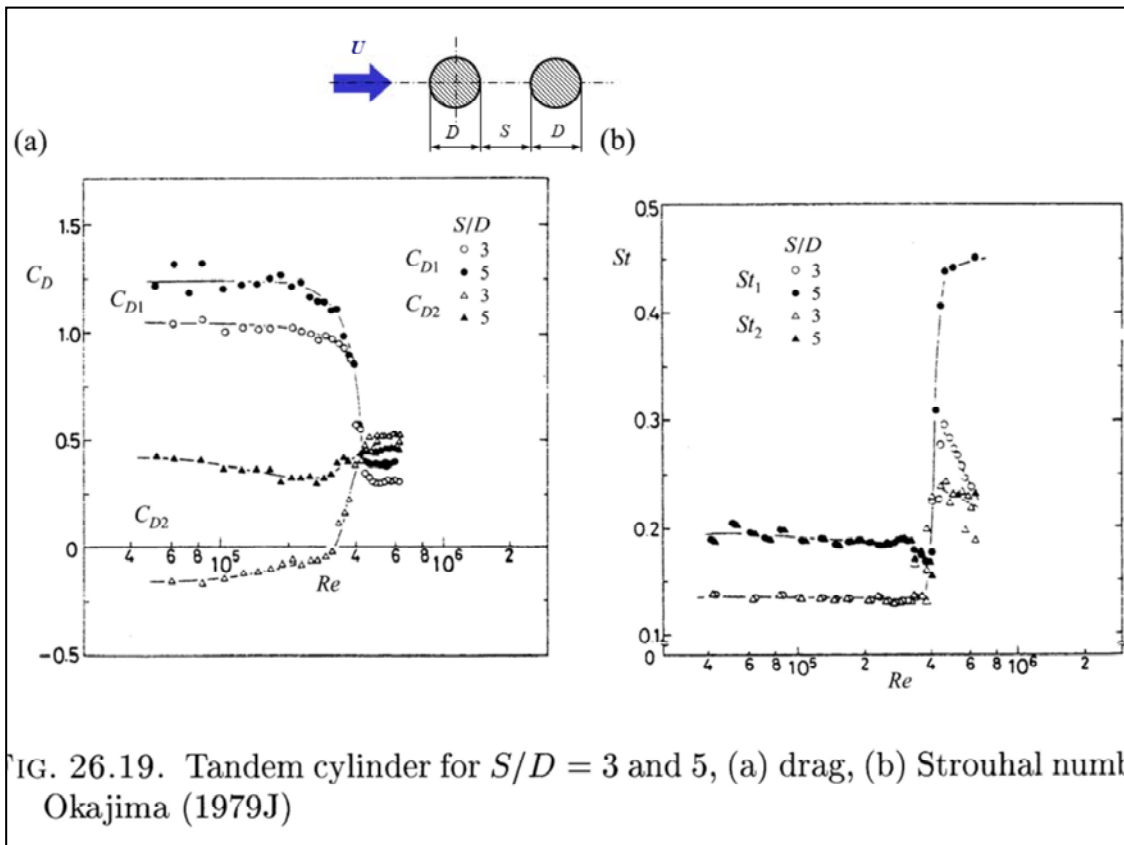 U
D S D
(a)
(b)
1.5
C_D
C_D1
1.0
0.5
C_D2
0
-0.5
S/D
C_D1 ○ 3
● 5
C_D2 △ 3
▲ 5
4 6 8 10^5 2 4 6 8 10^6 2
Re
0.5
St
0.4
0.3
0.2
0.1
0
S/D
St_1 ○ 3
● 5
St_2 △ 3
▲ 5
4 6 8 10^5 2 4 6 8 10^6 2
Re
FIG. 26.19. Tandem cylinder for S/D = 3 and 5, (a) drag, (b) Strouhal numb
Okajima (1979J)